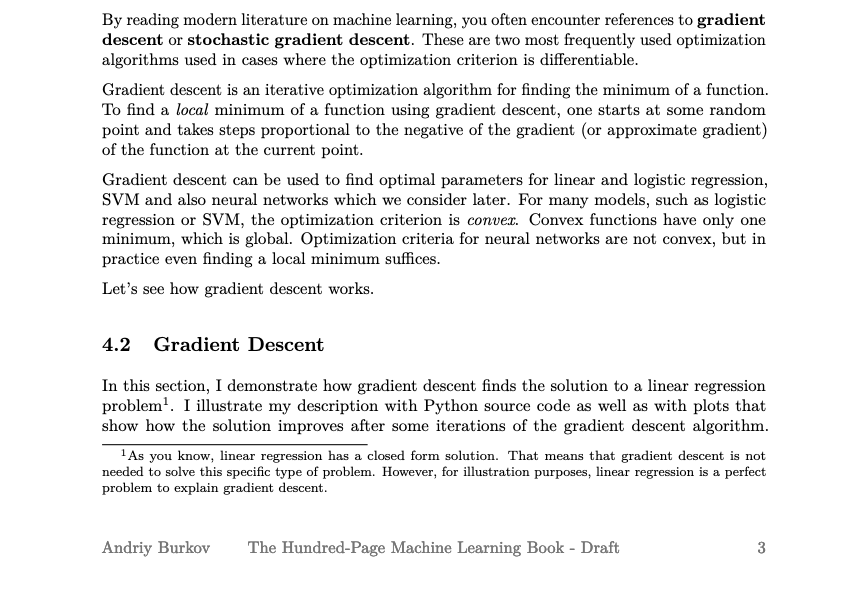 By reading modern literature on machine learning, you often encounter references to gradient
descent or stochastic gradient descent. These are two most frequently used optimization
algorithms used in cases where the optimization criterion is differentiable.
Gradient descent is an iterative optimization algorithm for finding the minimum of a function.
To find a local minimum of a function using gradient descent, one starts at some random
point and takes steps proportional to the negative of the gradient (or approximate gradient)
of the function at the current point.
Gradient descent can be used to find optimal parameters for linear and logistic regression,
SVM and also neural networks which we consider later. For many models, such as logistic
regression or SVM, the optimization criterion is convex. Convex functions have only one
minimum, which is global. Optimization criteria for neural networks are not convex, but in
practice even finding a local minimum suffices.
Let's see how gradient descent works.
4.2 Gradient Descent
In this section, I demonstrate how gradient descent finds the solution to a linear regression
problem¹. I illustrate my description with Python source code as well as with plots that
show how the solution improves after some iterations of the gradient descent algorithm.
¹As you know, linear regression has a closed form solution. That means that gradient descent is not
needed to solve this specific type of problem. However, for illustration purposes, linear regression is a perfect
problem to explain gradient descent.
Andriy Burkov The Hundred-Page Machine Learning Book - Draft 3